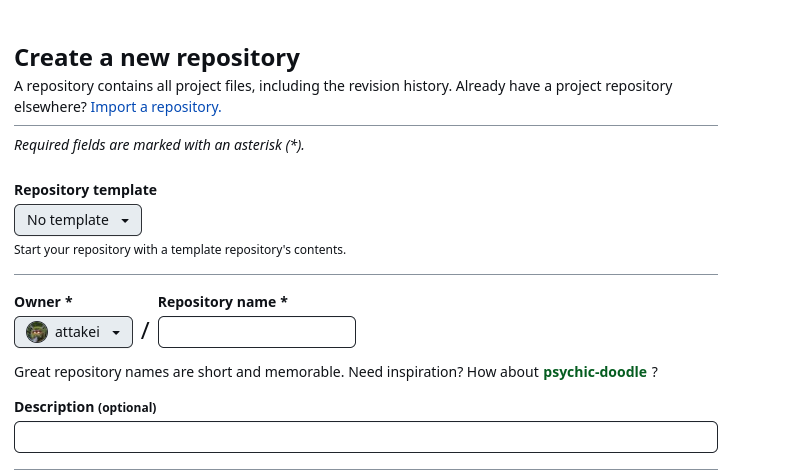 Create a new repository
A repository contains all project files, including the revision history. Already have a project repository
elsewhere? Import a repository.
Required fields are marked with an asterisk (*).
Repository template
No template
Start your repository with a template repository's contents.
Owner * Repository name *
attakei /
Great repository names are short and memorable. Need inspiration? How about psychic-doodle ?
Description (optional)